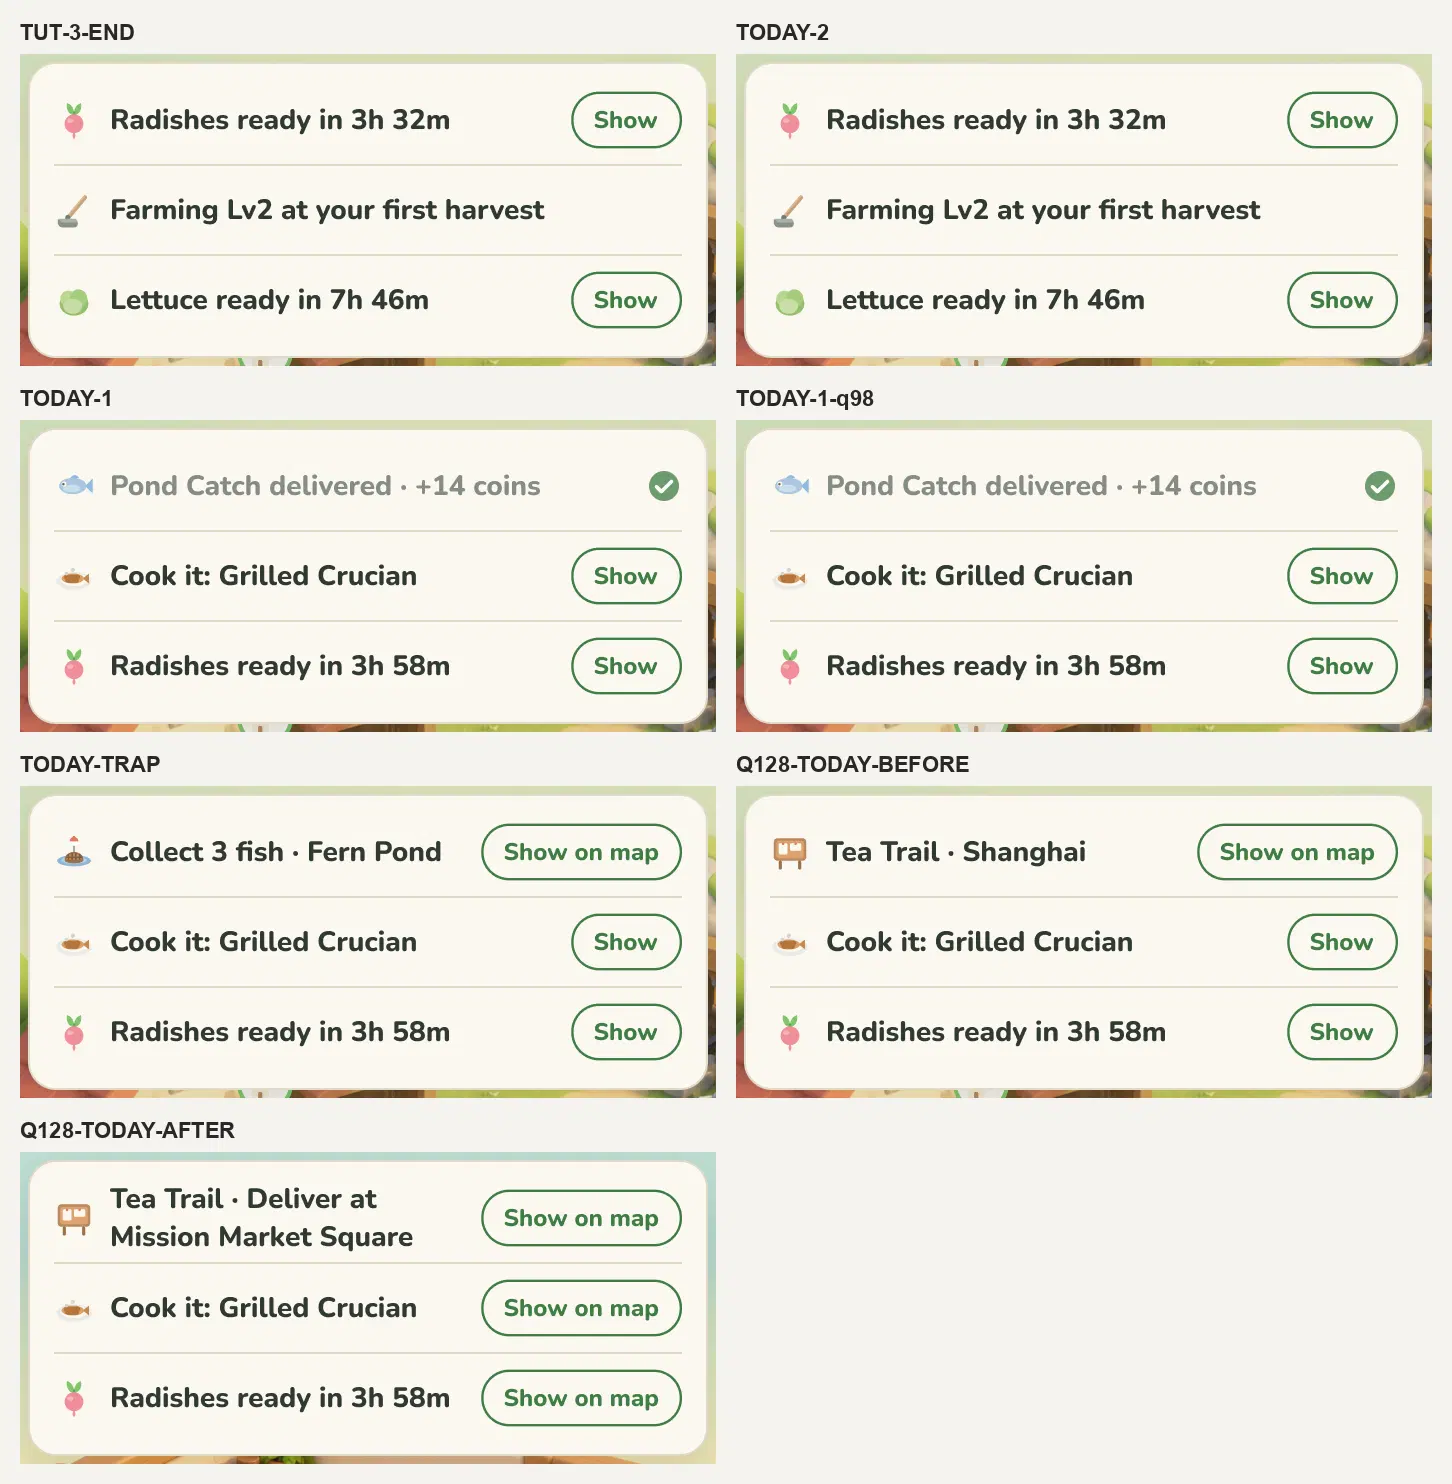 TUT-3-END
Radishes ready in 3h 32m Show
Farming Lv2 at your first harvest
Lettuce ready in 7h 46m Show
TODAY-2
Radishes ready in 3h 32m Show
Farming Lv2 at your first harvest
Lettuce ready in 7h 46m Show
TODAY-1
Pond Catch delivered · +14 coins
Cook it: Grilled Crucian Show
Radishes ready in 3h 58m Show
TODAY-1-q98
Pond Catch delivered · +14 coins
Cook it: Grilled Crucian Show
Radishes ready in 3h 58m Show
TODAY-TRAP
Collect 3 fish · Fern Pond Show on map
Cook it: Grilled Crucian Show
Radishes ready in 3h 58m Show
Q128-TODAY-BEFORE
Tea Trail · Shanghai Show on map
Cook it: Grilled Crucian Show
Radishes ready in 3h 58m Show
Q128-TODAY-AFTER
Tea Trail · Deliver at
Mission Market Square Show on map
Cook it: Grilled Crucian Show on map
Radishes ready in 3h 58m Show on map